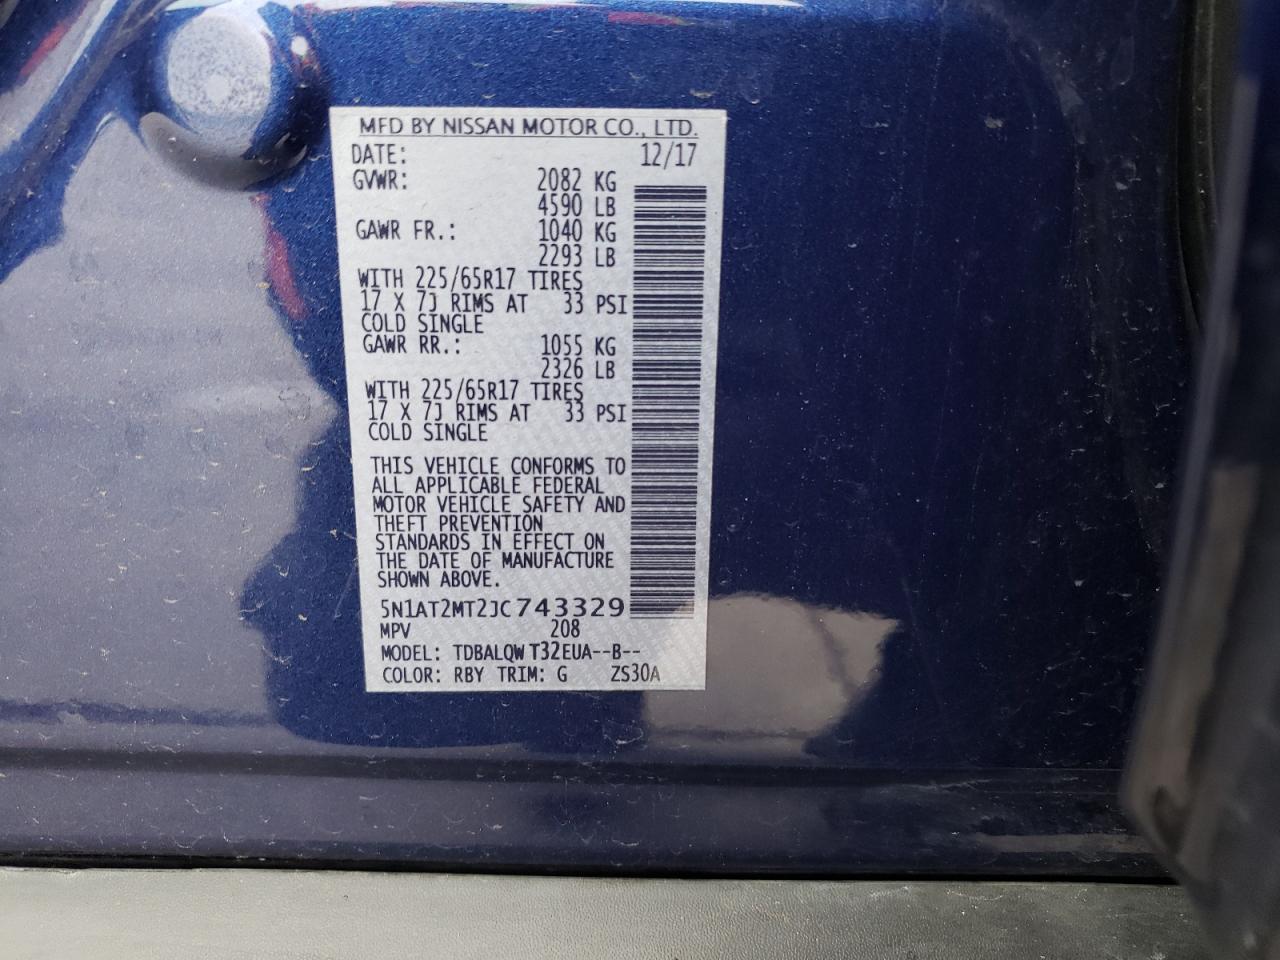 MFD BY NISSAN MOTOR CO., LTD.
DATE: 12/17
GVWR: 2082 KG
4590 LB
GAWR FR.: 1040 KG
2293 LB
WITH 225/65R17 TIRES
17 X 7J RIMS AT 33 PSI
COLD SINGLE
GAWR RR.: 1055 KG
2326 LB
WITH 225/65R17 TIRES
17 X 7J RIMS AT 33 PSI
COLD SINGLE
THIS VEHICLE CONFORMS TO
ALL APPLICABLE FEDERAL
MOTOR VEHICLE SAFETY AND
THEFT PREVENTION
STANDARDS IN EFFECT ON
THE DATE OF MANUFACTURE
SHOWN ABOVE.
5N1AT2MT2JC743329
MPV 208
MODEL: TDBALQW T32EUA--B--
COLOR: RBY TRIM: G ZS30A